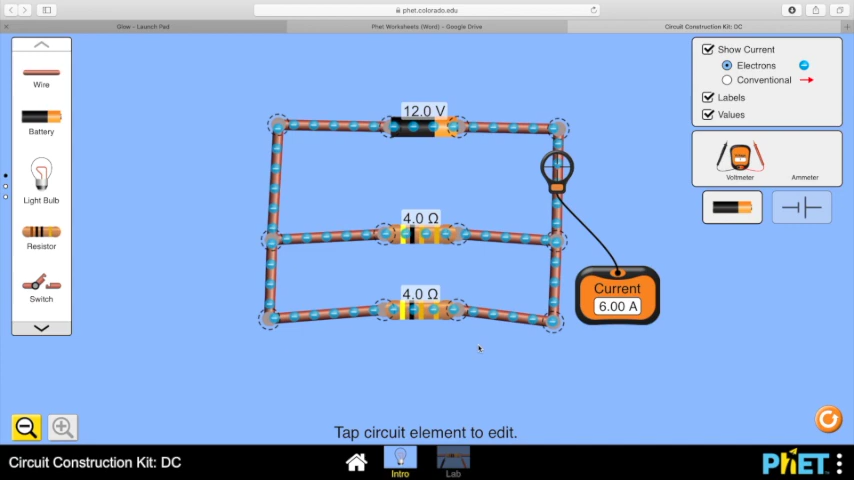 phet.colorado.edu
Glow - Launch Pad
Phet Worksheets (Word) - Google Drive
Circuit Construction Kit: DC
Wire
Battery
Light Bulb
Resistor
Switch
12.0 V
4.0 Ω
4.0 Ω
Current
6.00 A
Show Current
Electrons
Conventional
Labels
Values
Voltmeter
Ammeter
Tap circuit element to edit.
Circuit Construction Kit: DC
Intro
Lab
PhET